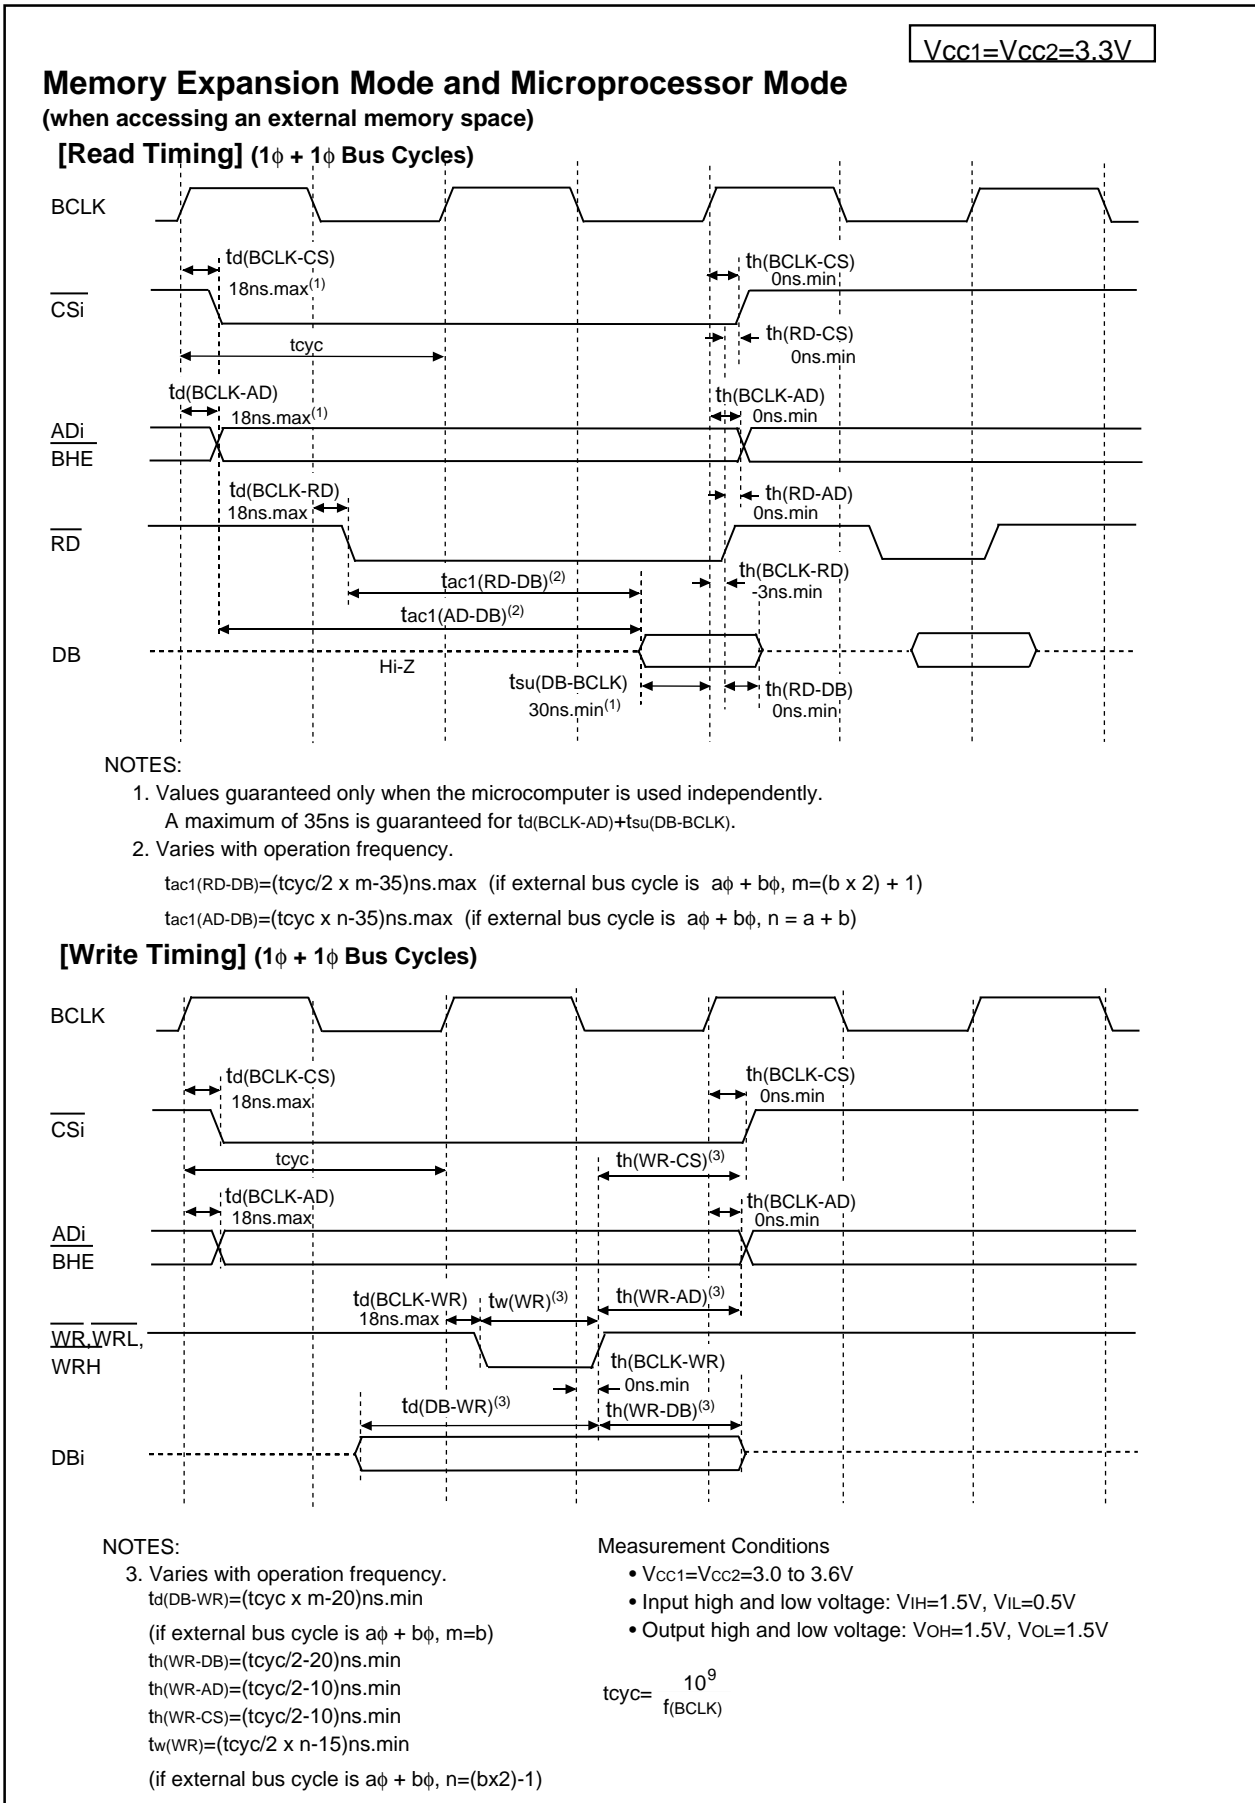 Vcc1=Vcc2=3.3V
Memory Expansion Mode and Microprocessor Mode
(when accessing an external memory space)
[Read Timing] (1ϕ + 1ϕ Bus Cycles)
BCLK
td(BCLK-CS)
18ns.max(1)
th(BCLK-CS)
0ns.min
CSi
th(RD-CS)
0ns.min
tcyc
td(BCLK-AD)
18ns.max(1)
th(BCLK-AD)
0ns.min
ADi
BHE
td(BCLK-RD)
18ns.max
th(RD-AD)
0ns.min
RD
tac1(RD-DB)(2)
th(BCLK-RD)
-3ns.min
tac1(AD-DB)(2)
DB
Hi-Z
tsu(DB-BCLK)
30ns.min(1)
th(RD-DB)
0ns.min
NOTES:
1. Values guaranteed only when the microcomputer is used independently.
A maximum of 35ns is guaranteed for td(BCLK-AD)+tsu(DB-BCLK).
2. Varies with operation frequency.
tac1(RD-DB)=(tcyc/2 x m-35)ns.max (if external bus cycle is aϕ + bϕ, m=(b x 2) + 1)
tac1(AD-DB)=(tcyc x n-35)ns.max (if external bus cycle is aϕ + bϕ, n = a + b)
[Write Timing] (1ϕ + 1ϕ Bus Cycles)
BCLK
td(BCLK-CS)
18ns.max
th(BCLK-CS)
0ns.min
CSi
tcyc
th(WR-CS)(3)
td(BCLK-AD)
18ns.max
th(BCLK-AD)
0ns.min
ADi
BHE
td(BCLK-WR)
18ns.max
tw(WR)(3)
th(WR-AD)(3)
WR,WRL,
WRH
th(BCLK-WR)
0ns.min
td(DB-WR)(3)
th(WR-DB)(3)
DBi
NOTES:
3. Varies with operation frequency.
td(DB-WR)=(tcyc x m-20)ns.min
(if external bus cycle is aϕ + bϕ, m=b)
th(WR-DB)=(tcyc/2-20)ns.min
th(WR-AD)=(tcyc/2-10)ns.min
th(WR-CS)=(tcyc/2-10)ns.min
tw(WR)=(tcyc/2 x n-15)ns.min
(if external bus cycle is aϕ + bϕ, n=(bx2)-1)
Measurement Conditions
• VCC1=VCC2=3.0 to 3.6V
• Input high and low voltage: VIH=1.5V, VIL=0.5V
• Output high and low voltage: VOH=1.5V, VOL=1.5V
tcyc= 10^9
f(BCLK)